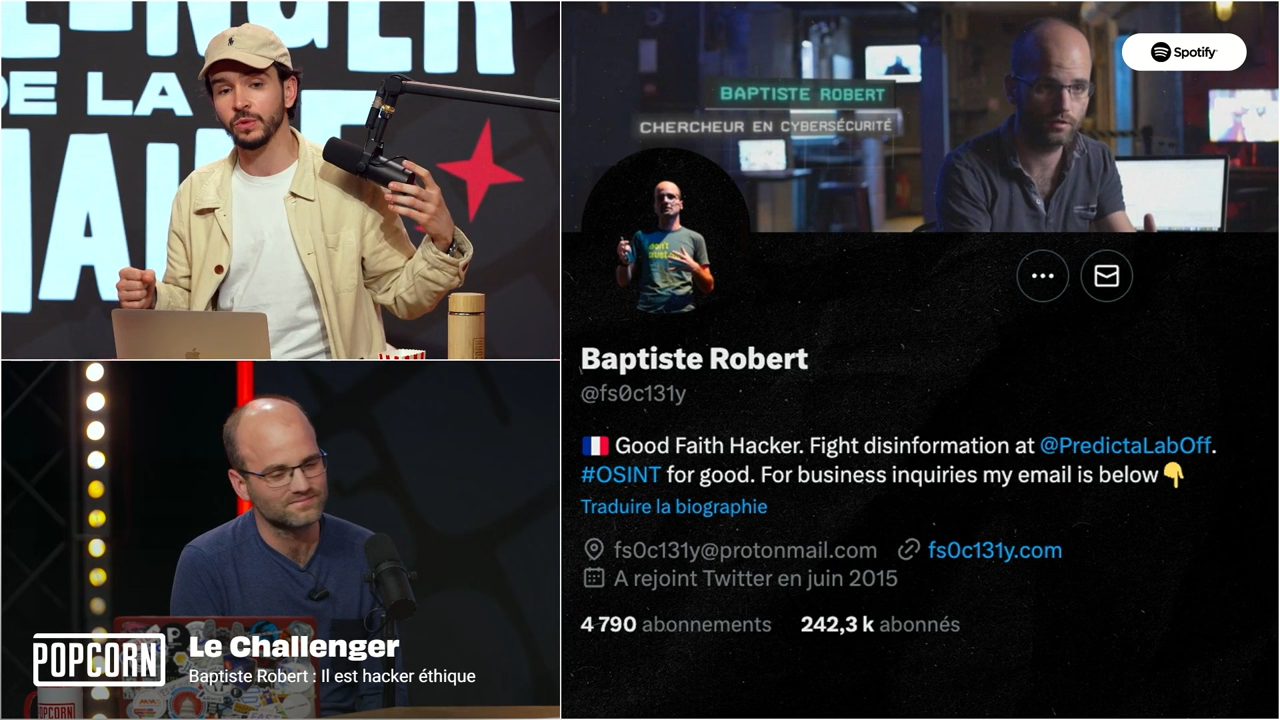 DE LA
Spotify
BAPTISTE ROBERT
CHERCHEUR EN CYBERSÉCURITÉ
Baptiste Robert
@fs0c131y
Good Faith Hacker. Fight disinformation at @PredictaLabOff.
#OSINT for good. For business inquiries my email is below👇
Traduire la biographie
fs0c131y@protonmail.com fs0c131y.com
A rejoint Twitter en juin 2015
4 790 abonnements 242,3 k abonnés
POPCORN
Le Challenger
Baptiste Robert : Il est hacker éthique
POPCORN